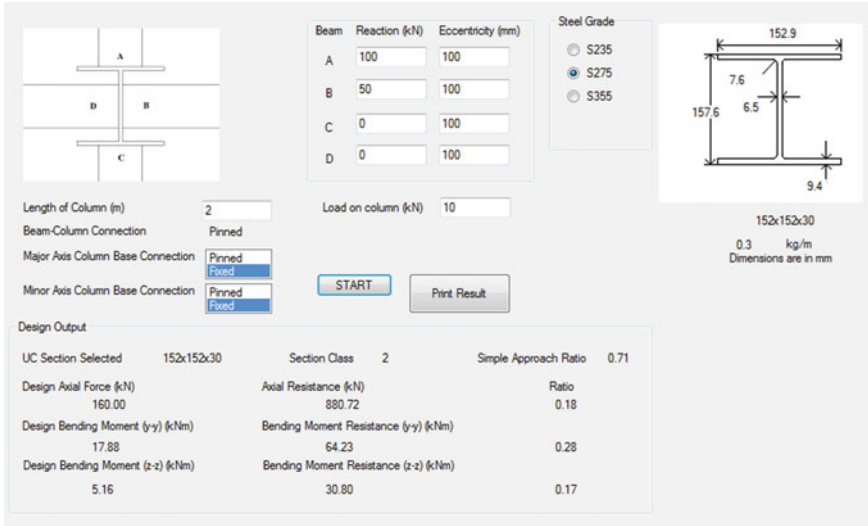 A
D B
C
Beam Reaction (kN) Eccentricity (mm)
A 100 100
B 50 100
C 0 100
D 0 100
Steel Grade
S235
S275
S355
152.9
7.6
6.5
157.6
9.4
152x152x30
0.3 kg/m
Dimensions are in mm
Length of Column (m) 2
Load on column (kN) 10
Beam-Column Connection Pinned
Major Axis Column Base Connection Pinned
Fixed
Minor Axis Column Base Connection Pinned
Fixed
START
Print Result
Design Output
UC Section Selected 152x152x30 Section Class 2 Simple Approach Ratio 0.71
Design Axial Force (kN) Axial Resistance (kN) Ratio
160.00 880.72 0.18
Design Bending Moment (y-y) (kNm) Bending Moment Resistance (y-y) (kNm)
17.88 64.23 0.28
Design Bending Moment (z-z) (kNm) Bending Moment Resistance (z-z) (kNm)
5.16 30.80 0.17